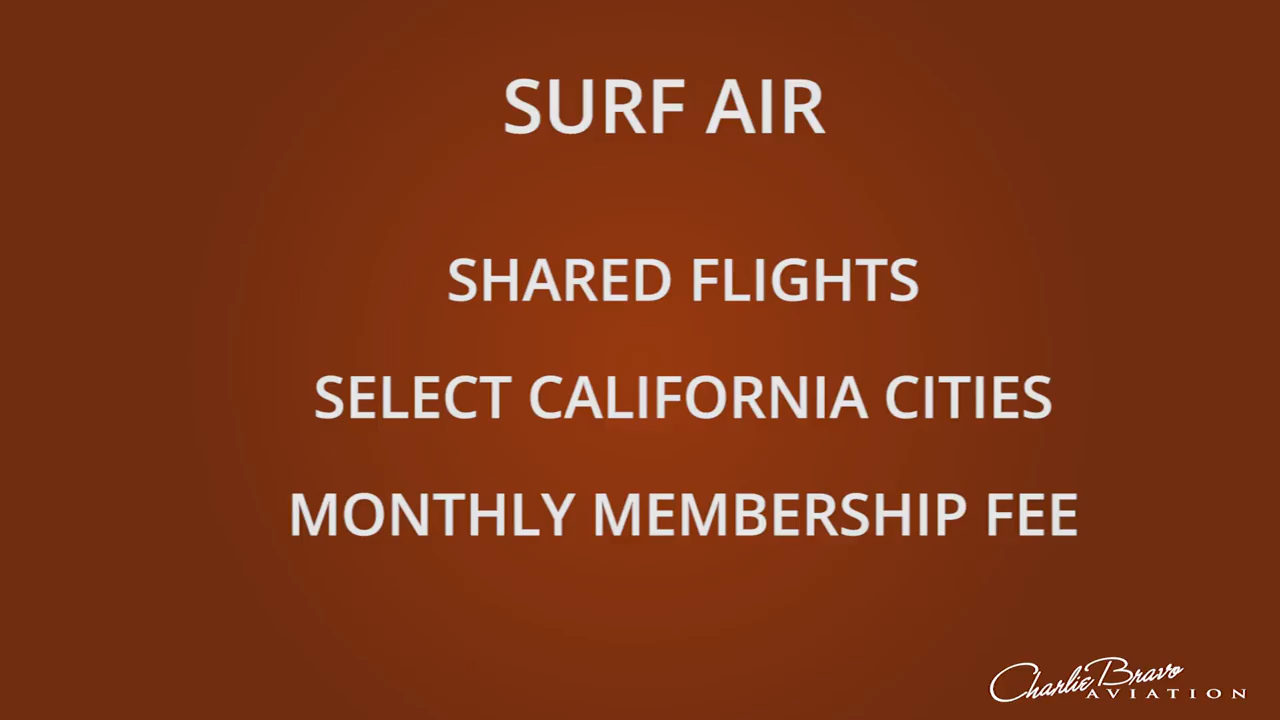 SURF AIR
SHARED FLIGHTS
SELECT CALIFORNIA CITIES
MONTHLY MEMBERSHIP FEE
Charlie Bravo
AVIATION